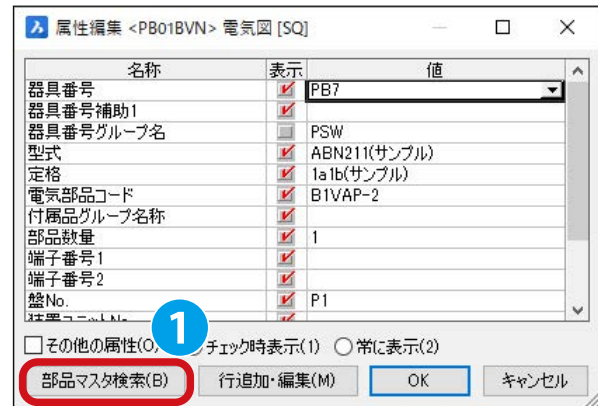 属性編集 <PB01BVN> 電気図 [SQ]
名称 表示 値
器具番号 PB7
器具番号補助1
器具番号グループ名 PSW
型式 ABN211(サンプル)
定格 1a1b(サンプル)
電気部品コード B1VAP-2
付属品グループ名称
部品数量 1
端子番号1
端子番号2
盤No. P1
1
その他の属性(O) チェック時表示(1) 常に表示(2)
部品マスタ検索(B) 行追加・編集(M) OK キャンセル